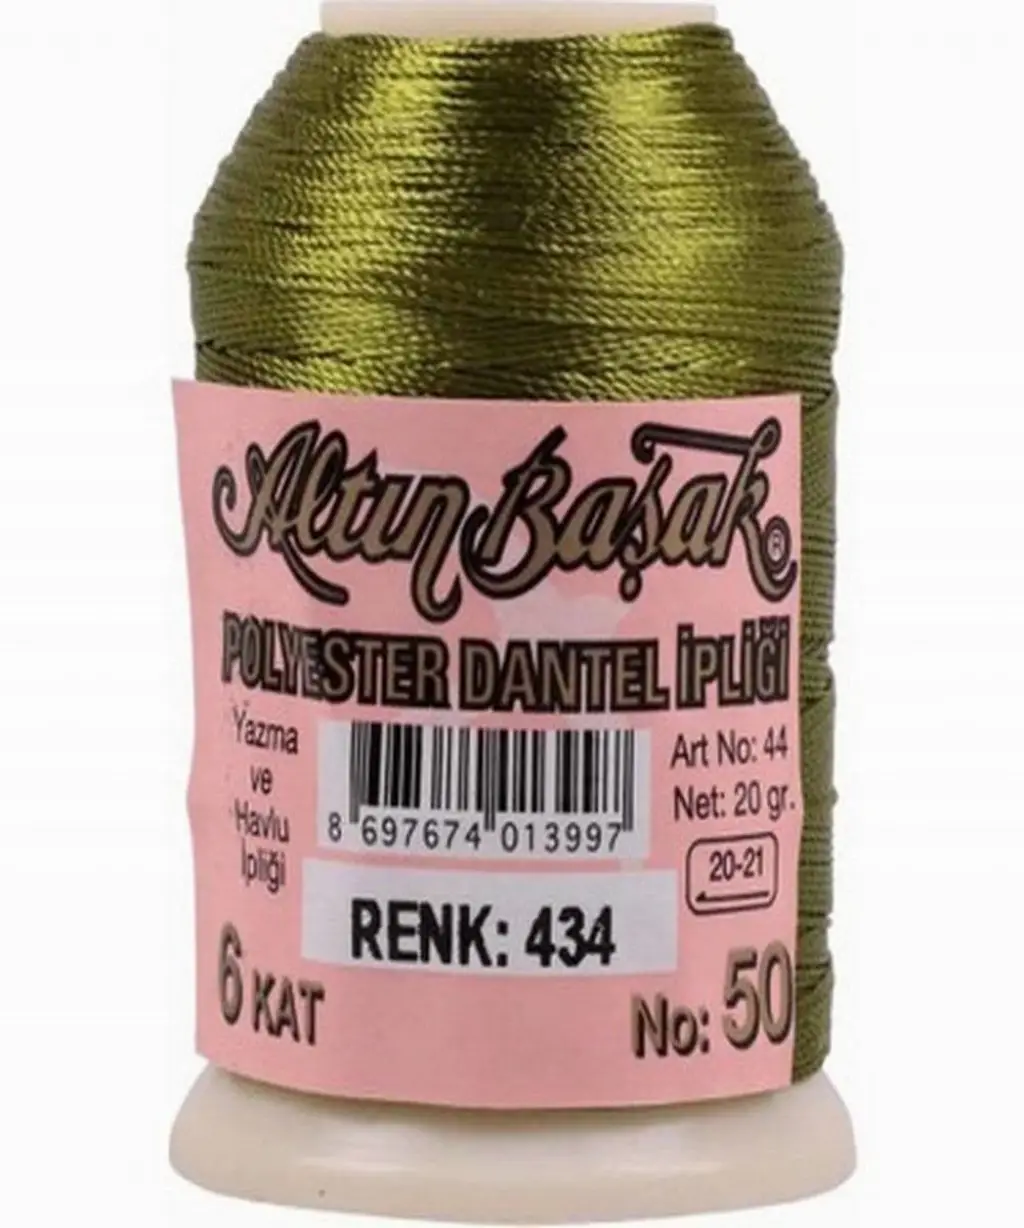 Altın Başak ®
POLYESTER DANTEL İPLİĞİ
Yazma
ve
Havlu
İpliği
8 697674 013997
Art No: 44
Net: 20 gr.
20-21
RENK: 434
6 KAT
No: 50